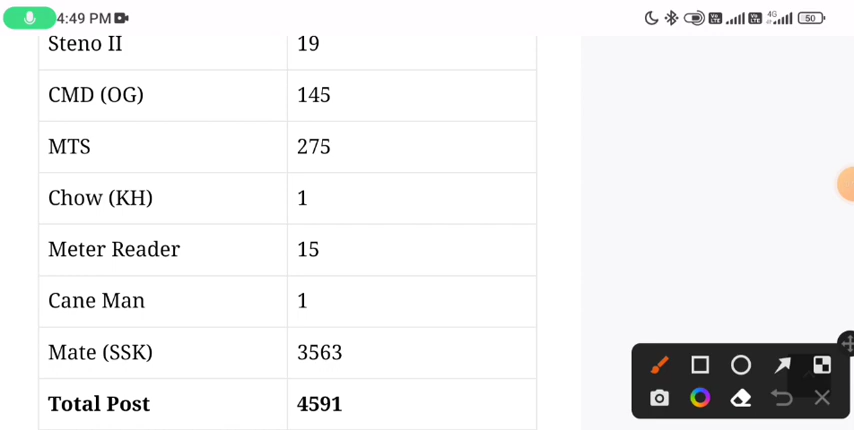 4:49 PM
4G
50
Steno II 19
CMD (OG) 145
MTS 275
Chow (KH) 1
Meter Reader 15
Cane Man 1
Mate (SSK) 3563
Total Post 4591